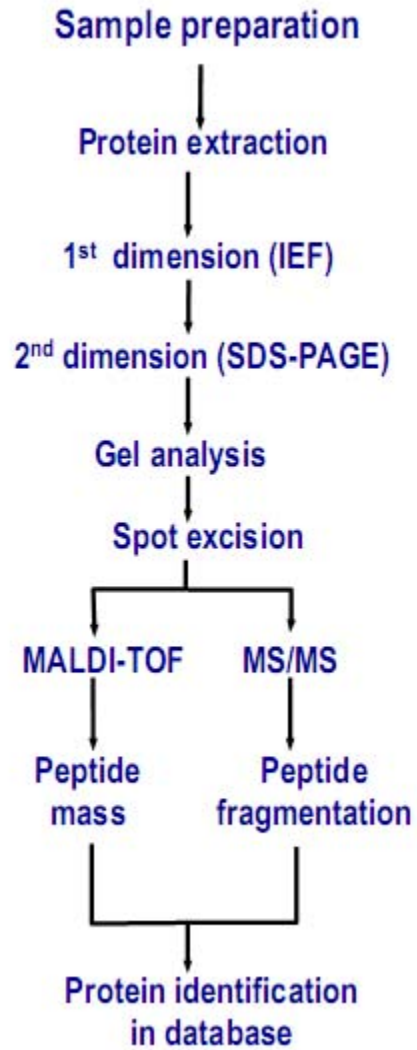 Sample preparation
Protein extraction
1st dimension (IEF)
2nd dimension (SDS-PAGE)
Gel analysis
Spot excision
MALDI-TOF
MS/MS
Peptide
mass
Peptide
fragmentation
Protein identification
in database